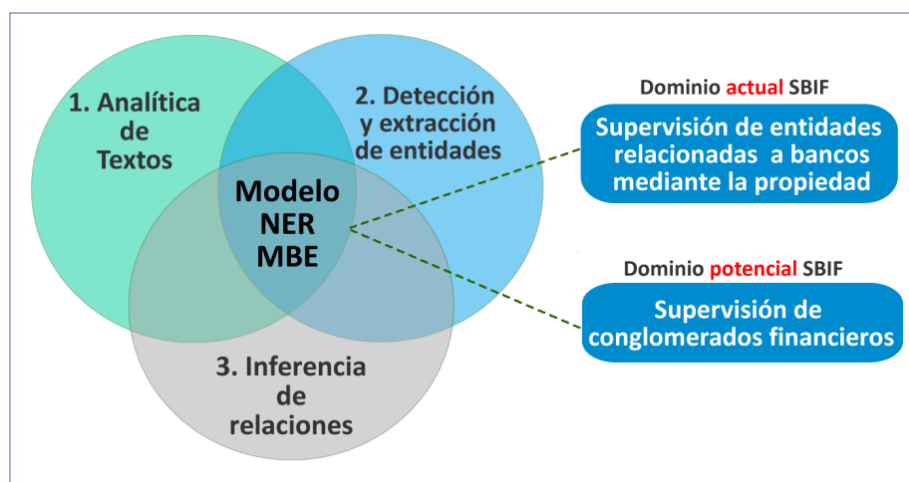 1. Analítica
de
Textos
2. Detección
y extracción
de entidades
Modelo
NER
MBE
3. Inferencia
de
relaciones
Dominio actual SBIF
Supervisión de entidades
relacionadas a bancos
mediante la propiedad
Dominio potencial SBIF
Supervisión de
conglomerados financieros